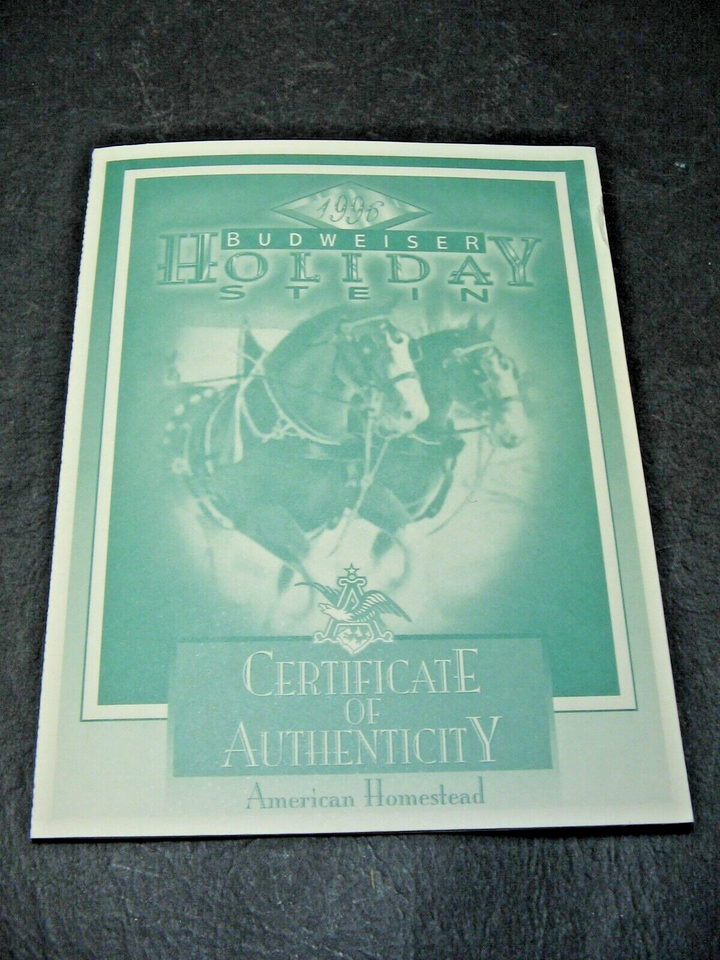 1996
BUDWEISER
HOLIDAY
STEIN
CERTIFICATE
OF
AUTHENTICITY
American Homestead